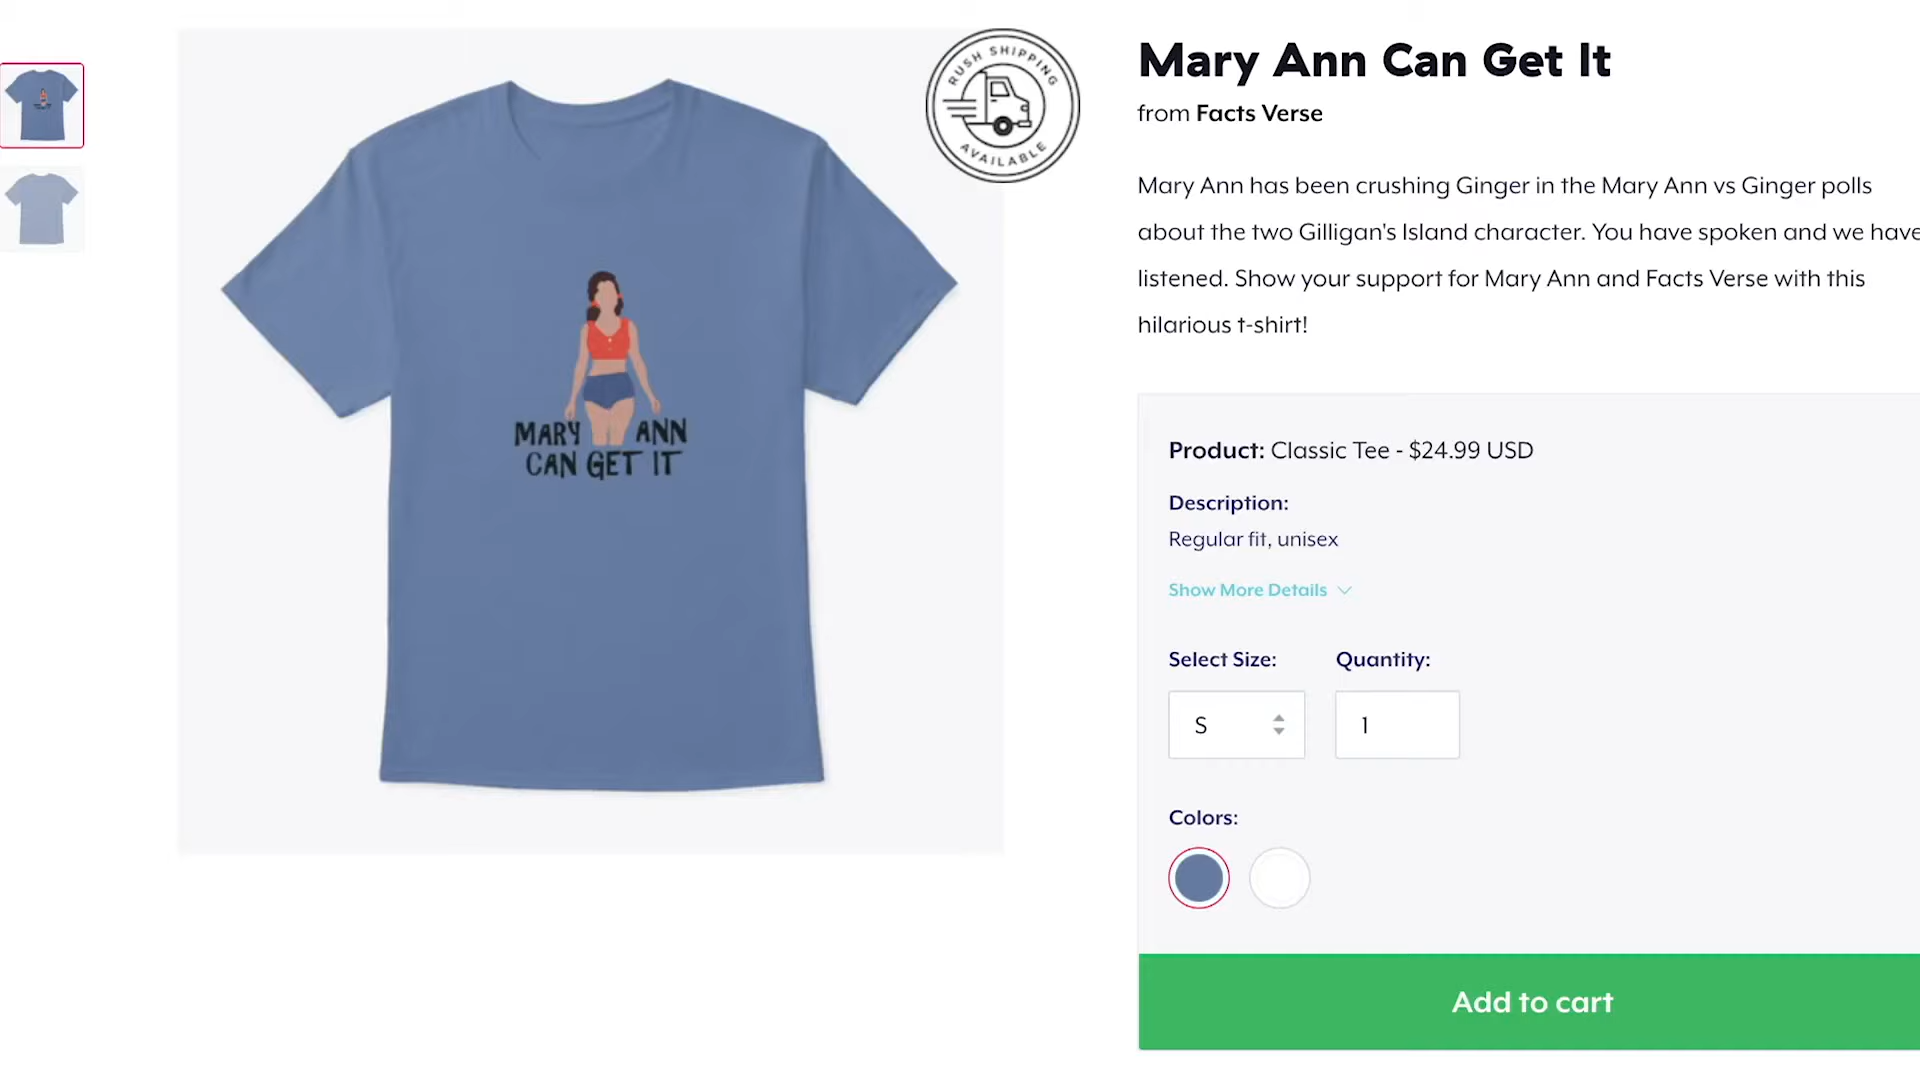 RUSH SHIPPING
AVAILABLE
MARY ANN
CAN GET IT
Mary Ann Can Get It
from Facts Verse
Mary Ann has been crushing Ginger in the Mary Ann vs Ginger polls
about the two Gilligan's Island character. You have spoken and we have
listened. Show your support for Mary Ann and Facts Verse with this
hilarious t-shirt!
Product: Classic Tee - $24.99 USD
Description:
Regular fit, unisex
Show More Details
Select Size: Quantity:
S 1
Colors:
Add to cart